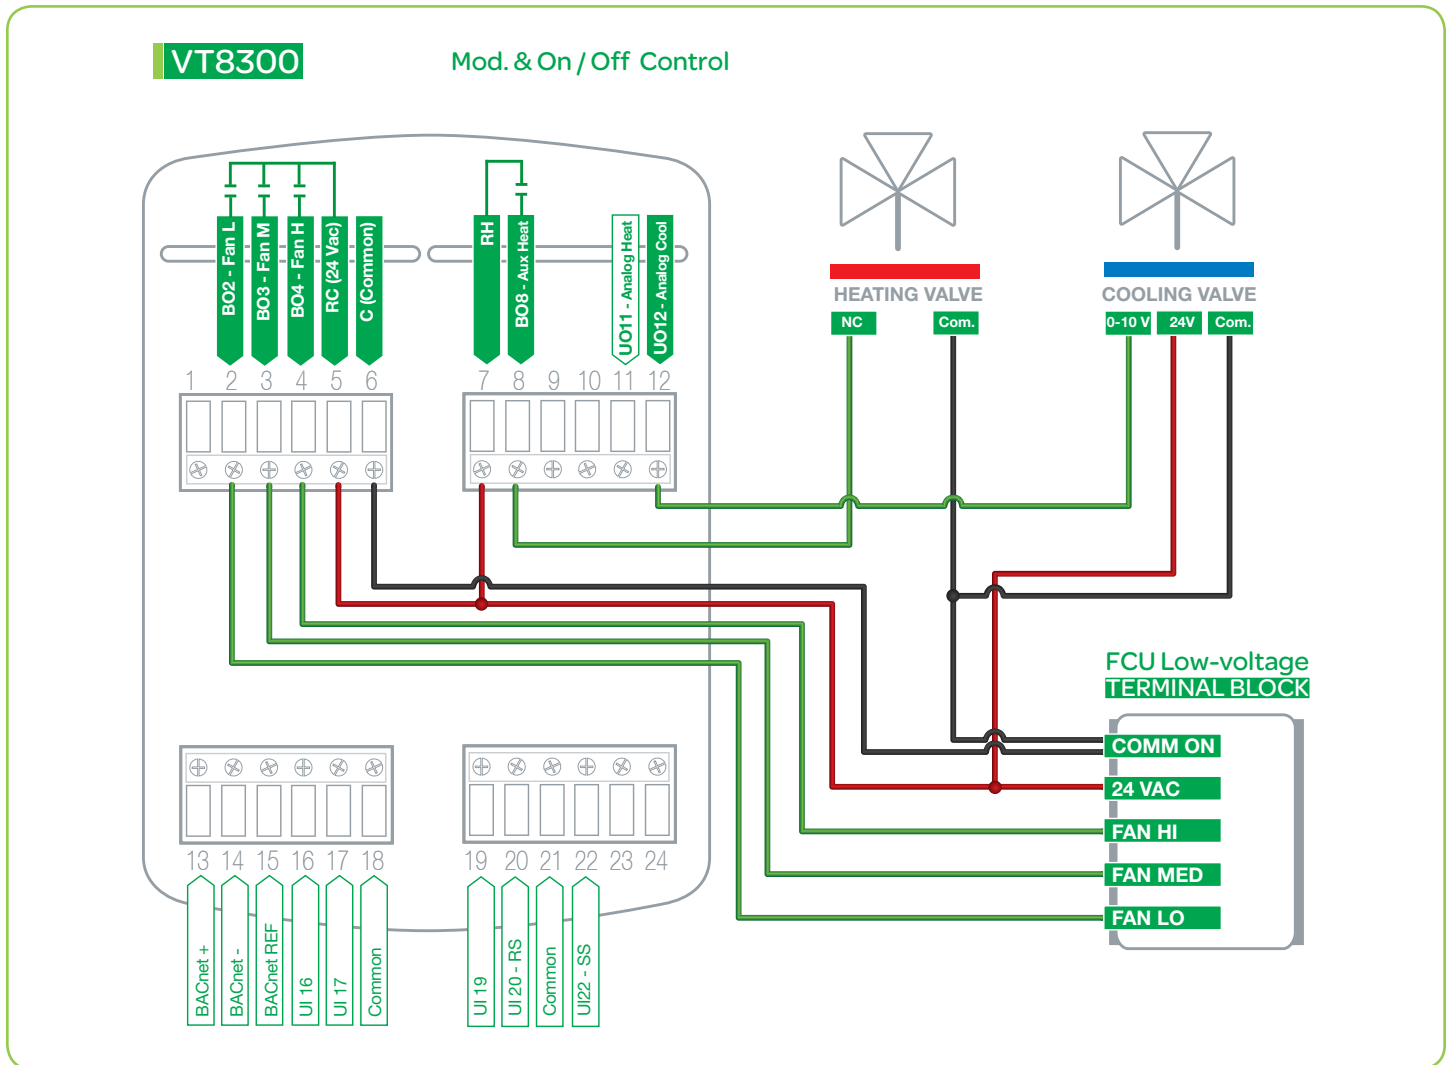 VT8300
Mod. & On / Off Control
BO2 - Fan L
BO3 - Fan M
BO4 - Fan H
RC (24 Vac)
C (Common)
RH
BO8 - Aux Heat
UO11 - Analog Heat
UO12 - Analog Cool
1 2 3 4 5 6
7 8 9 10 11 12
HEATING VALVE
NC
Com.
COOLING VALVE
0-10 V
24V
Com.
FCU Low-voltage
TERMINAL BLOCK
COMM ON
24 VAC
FAN HI
FAN MED
FAN LO
13 14 15 16 17 18
19 20 21 22 23 24
BACnet +
BACnet -
BACnet REF
UI 16
UI 17
Common
UI 19
UI 20 - RS
Common
UI22 - SS